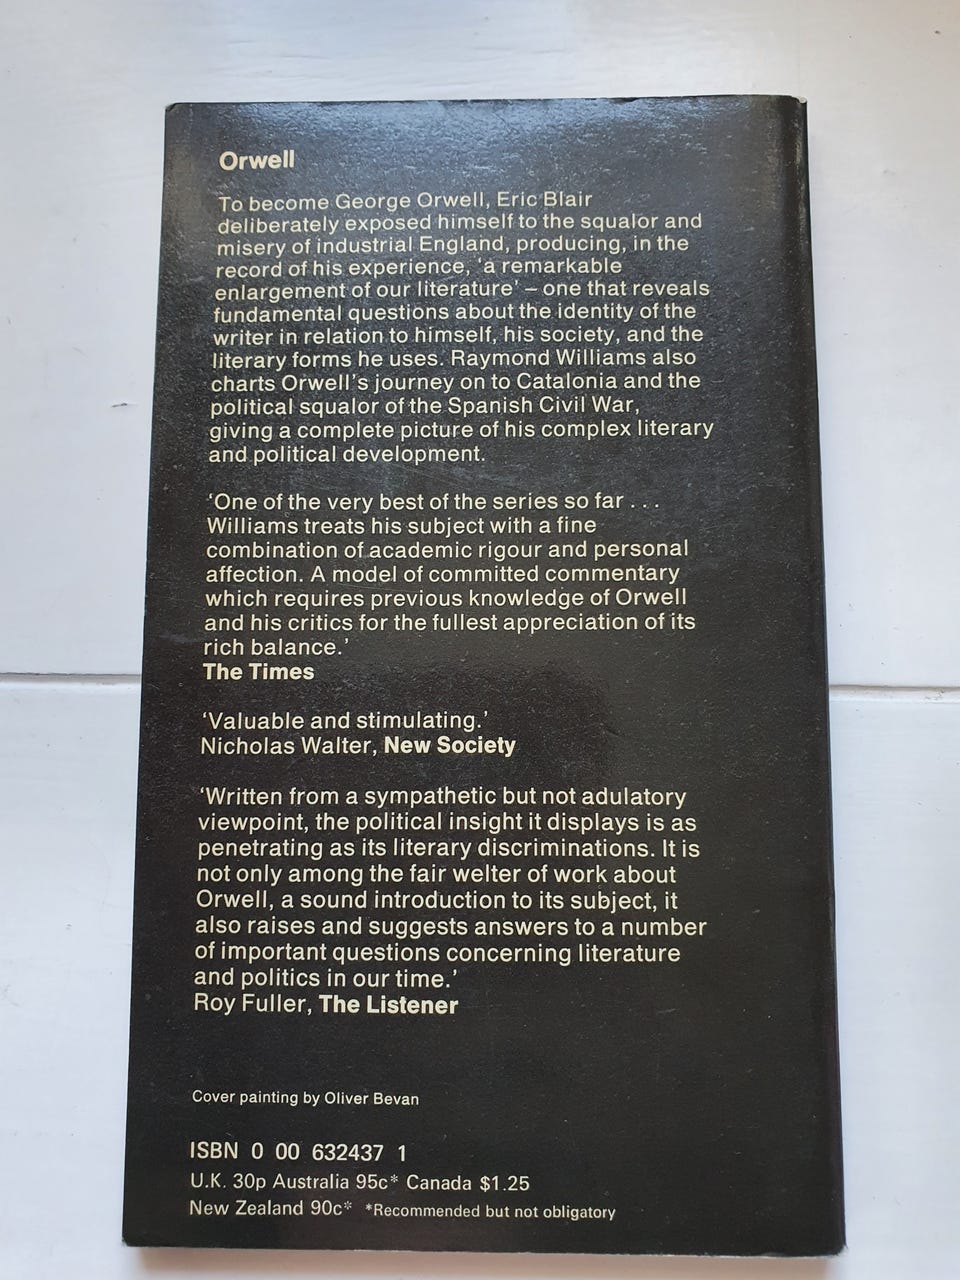 Orwell
To become George Orwell, Eric Blair
deliberately exposed himself to the squalor and
misery of industrial England, producing, in the
record of his experience, ‘a remarkable
enlargement of our literature’ – one that reveals
fundamental questions about the identity of the
writer in relation to himself, his society, and the
literary forms he uses. Raymond Williams also
charts Orwell's journey on to Catalonia and the
political squalor of the Spanish Civil War,
giving a complete picture of his complex literary
and political development.
‘One of the very best of the series so far . . .
Williams treats his subject with a fine
combination of academic rigour and personal
affection. A model of committed commentary
which requires previous knowledge of Orwell
and his critics for the fullest appreciation of its
rich balance.’
The Times
‘Valuable and stimulating.’
Nicholas Walter, New Society
‘Written from a sympathetic but not adulatory
viewpoint, the political insight it displays is as
penetrating as its literary discriminations. It is
not only among the fair welter of work about
Orwell, a sound introduction to its subject, it
also raises and suggests answers to a number
of important questions concerning literature
and politics in our time.’
Roy Fuller, The Listener
Cover painting by Oliver Bevan
ISBN 0 00 632437 1
U.K. 30p Australia 95c* Canada $1.25
New Zealand 90c* *Recommended but not obligatory